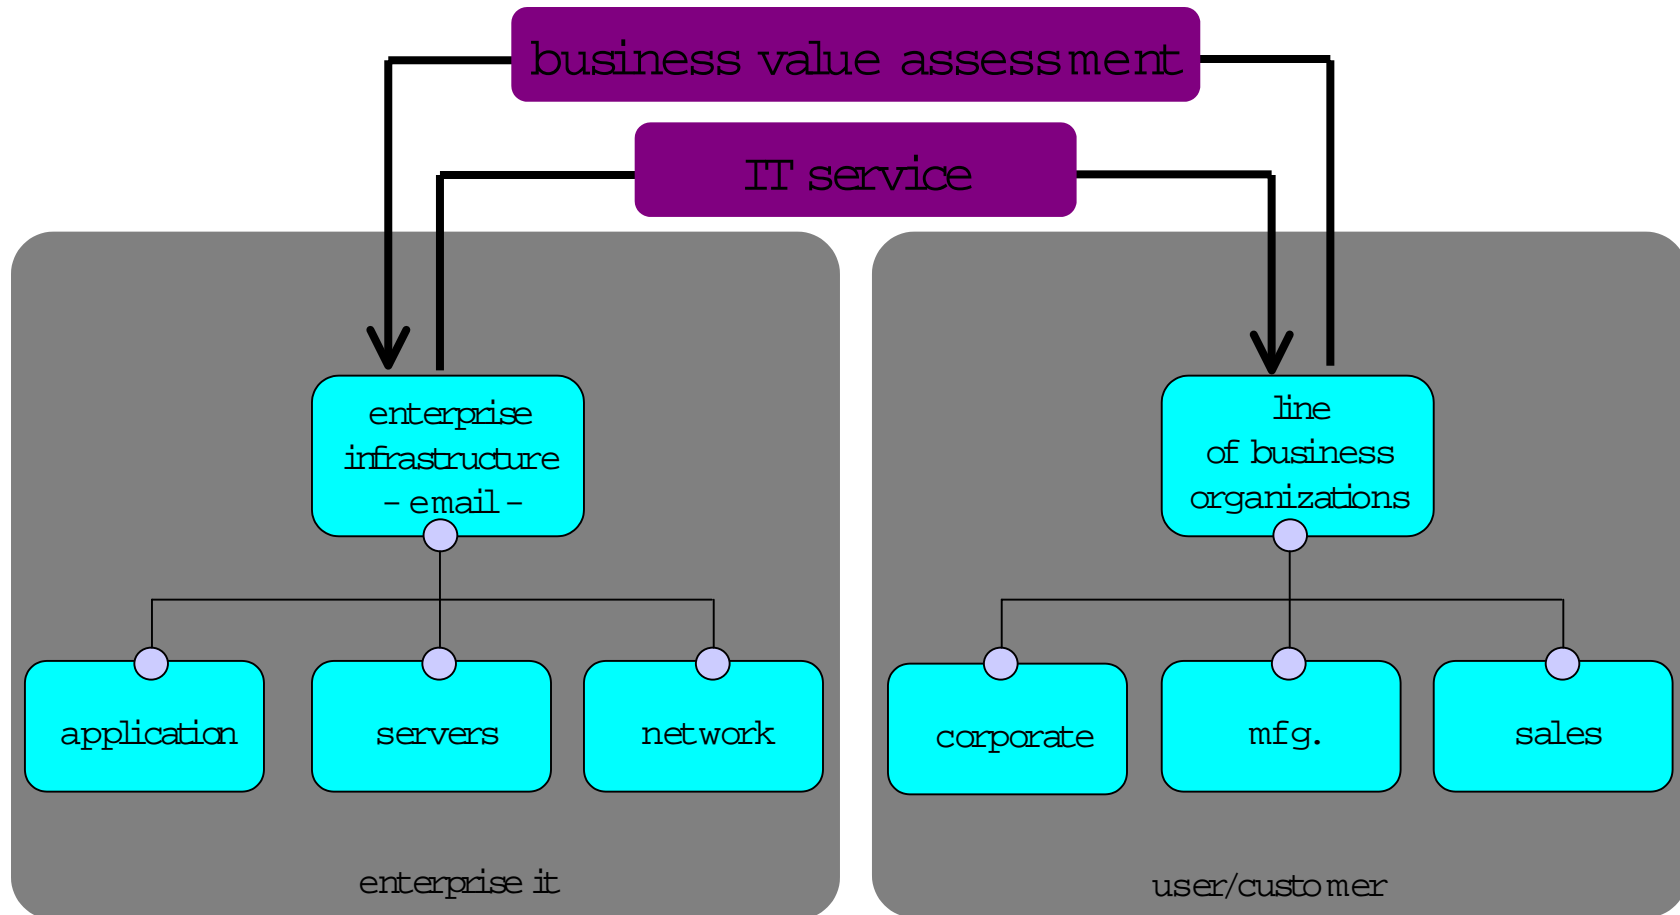 business value assessment
IT service
enterprise
infrastructure
- email -
line
of business
organizations
application
servers
network
corporate
mfg.
sales
enterprise it
user/customer